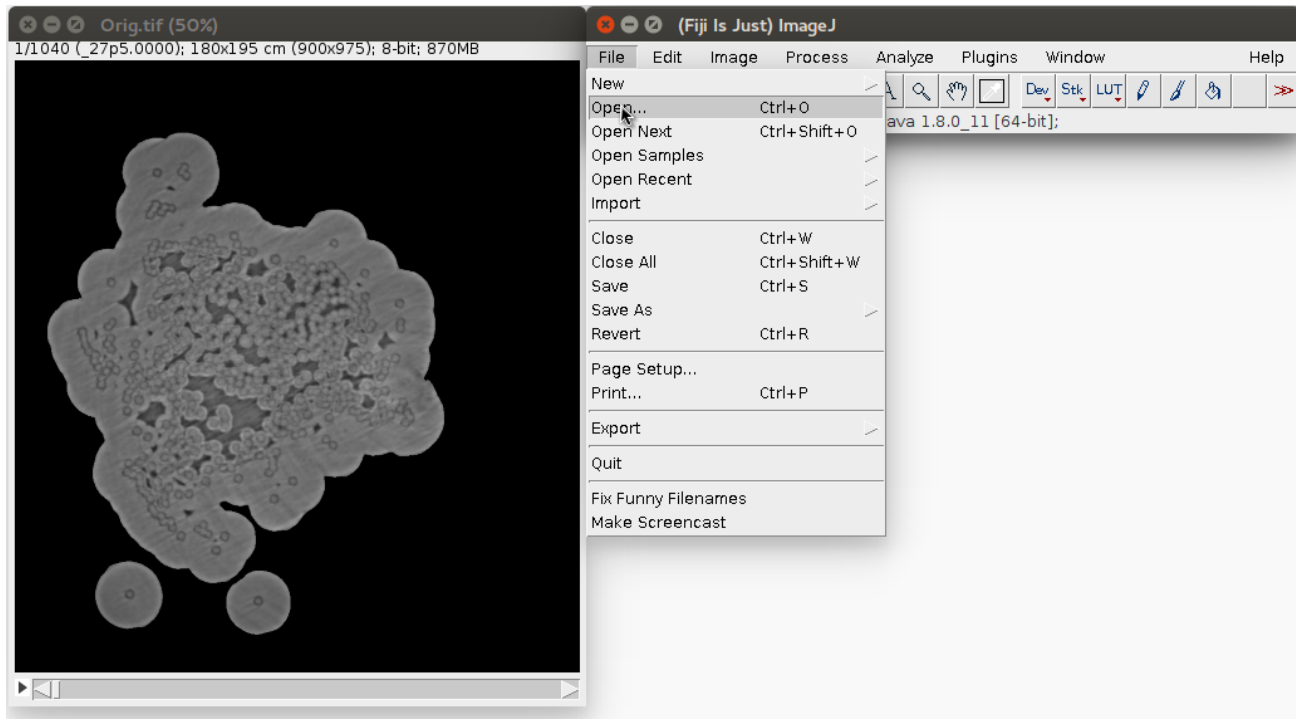 Orig.tif (50%)
1/1040 (_27p5.0000); 180x195 cm (900x975); 8-bit; 870MB
(Fiji Is Just) ImageJ
File Edit Image Process Analyze Plugins Window Help
Dev Stk LUT
ava 1.8.0_11 [64-bit];
New
Open... Ctrl+O
Open Next Ctrl+Shift+O
Open Samples
Open Recent
Import
Close Ctrl+W
Close All Ctrl+Shift+W
Save Ctrl+S
Save As
Revert Ctrl+R
Page Setup...
Print... Ctrl+P
Export
Quit
Fix Funny Filenames
Make Screencast